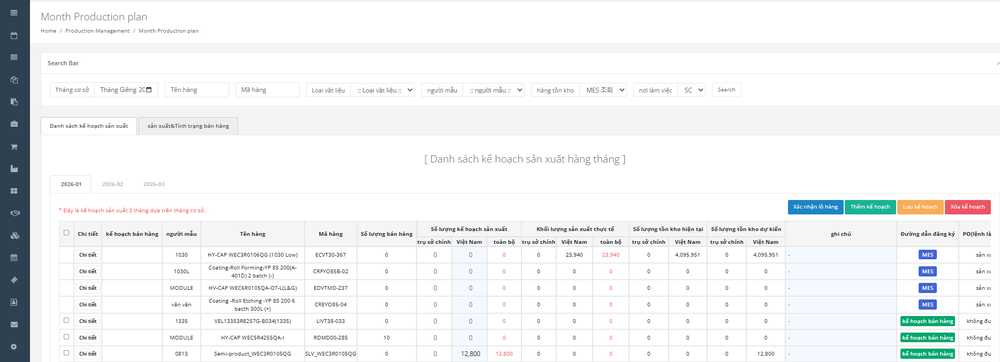 Month Production plan
Home / Production Management / Month Production plan
Search Bar
Tháng cơ sở Tháng Giêng 20 Tên hàng Mã hàng Loại vật liệu :: Loại vật liệu :: người mẫu :: người mẫu :: hàng tồn kho MES 조회 nơi làm việc SC Search
Danh sách kế hoạch sản xuất sản xuất&Tình trạng bán hàng
[ Danh sách kế hoạch sản xuất hàng tháng ]
2026-01 2026-02 2026-03
* Đây là kế hoạch sản xuất 3 tháng dựa trên tháng cơ sở..
Xác nhận lô hàng Thêm kế hoạch Lưu kế hoạch Xóa kế hoạch
Chi tiết kế hoạch bán hàng người mẫu Tên hàng Mã hàng Số lượng bán hàng Số lượng kế hoạch sản xuất Khối lượng sản xuất thực tế Số lượng tồn kho hiện tại Số lượng tồn kho dự kiến ghi chú Đường dẫn đăng ký PO(lệnh là
trụ sở chính Việt Nam toàn bộ trụ sở chính Việt Nam toàn bộ trụ sở chính Việt Nam trụ sở chính Việt Nam
Chi tiết 1030 HY-CAP WEC3R0106QG (1030 Low) ECVT30-367 0 0 0 0 0 23,940 23,940 0 4,095,951 0 4,095,951 - MES sản xu
Chi tiết 1030L Coating-Roll Forming-YP 85 200(A-
401D) 2 batch (-) CRFYO85B-02 0 0 0 0 0 0 0 0 0 0 0 - MES sản xu
Chi tiết MODULE HV-CAP WEC6R0105QA-OT-L(L&G) EDVTMD-237 0 0 0 0 0 0 0 0 0 0 0 - MES sản xu
Chi tiết vân vân Coating -Roll Etching -YP 85 200 6
bacth 300L (+) CREYO85-04 0 0 0 0 0 0 0 0 0 0 0 - MES sản xu
Chi tiết 1335 VEL13353R8257G-B034(1335) LIVT38-033 0 0 0 0 0 0 0 0 0 0 0 - kế hoạch bán hàng không đu
Chi tiết MODULE HY-CAP WEC5R4255QA-I RDMD00-285 10 0 0 0 0 0 0 0 0 0 0 - kế hoạch bán hàng không đu
Chi tiết 0813 Semi-product_WEC3R0105QG SLV_WEC3R0105QG 0 0 12,800 12,800 0 0 0 0 0 0 12,800 - kế hoạch bán hàng không đu